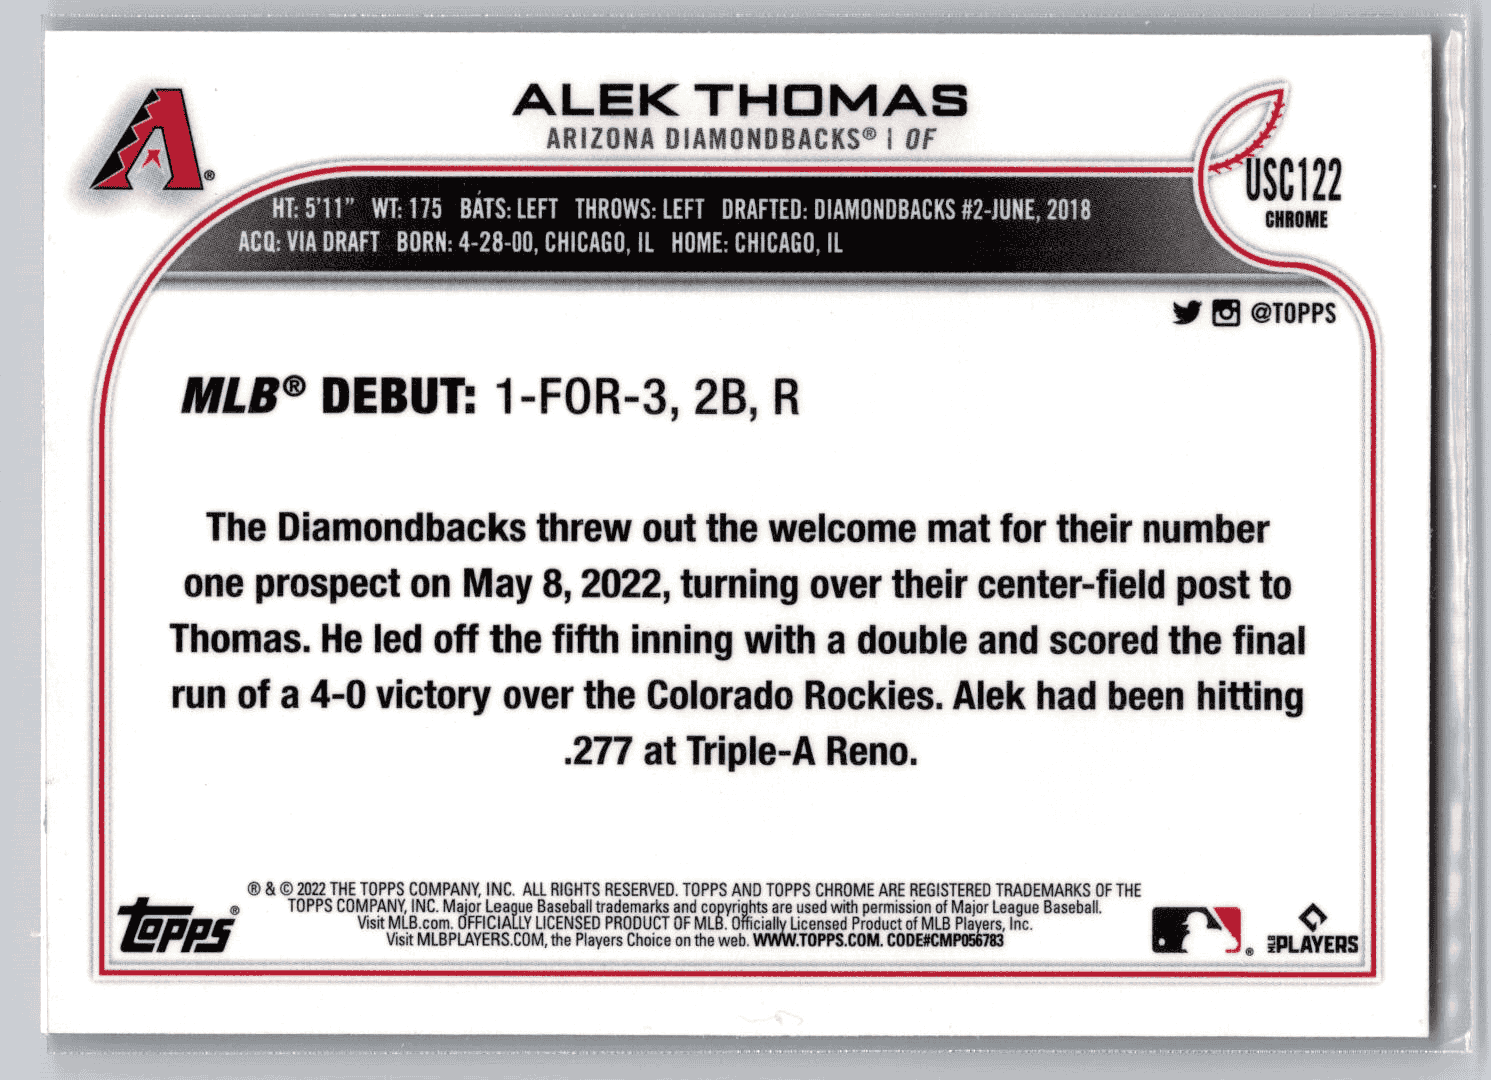 ALEK THOMAS
ARIZONA DIAMONDBACKS® | OF
USC122
CHROME
HT: 5'11" WT: 175 BATS: LEFT THROWS: LEFT DRAFTED: DIAMONDBACKS #2-JUNE, 2018
ACQ: VIA DRAFT BORN: 4-28-00, CHICAGO, IL HOME: CHICAGO, IL
@TOPPS
MLB® DEBUT: 1-FOR-3, 2B, R
The Diamondbacks threw out the welcome mat for their number
one prospect on May 8, 2022, turning over their center-field post to
Thomas. He led off the fifth inning with a double and scored the final
run of a 4-0 victory over the Colorado Rockies. Alek had been hitting
.277 at Triple-A Reno.
® & © 2022 THE TOPPS COMPANY, INC. ALL RIGHTS RESERVED. TOPPS AND TOPPS CHROME ARE REGISTERED TRADEMARKS OF THE
TOPPS COMPANY, INC. Major League Baseball trademarks and copyrights are used with permission of Major League Baseball.
Visit MLB.com. OFFICIALLY LICENSED PRODUCT OF MLB. Officially Licensed Product of MLB Players, Inc.
Visit MLBPLAYERS.COM, the Players Choice on the web. WWW.TOPPS.COM. CODE#CMP056783
TOPPS®
MLB PLAYERS